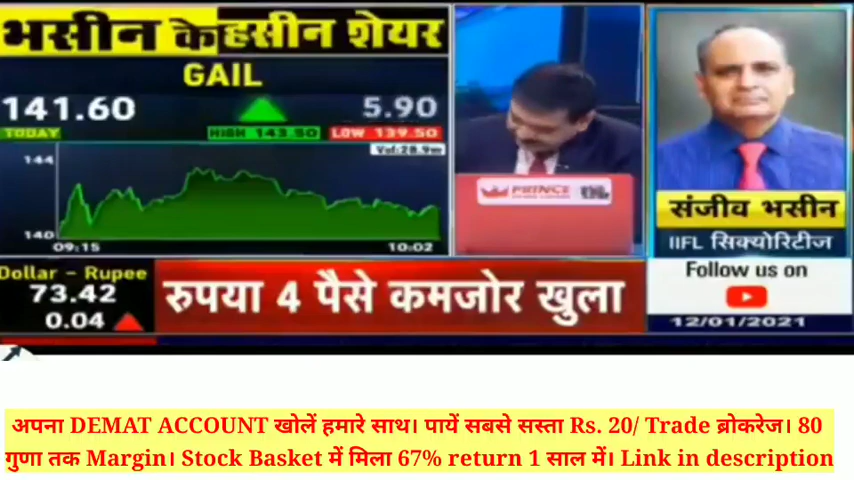 भसीन के हसीन शेयर
GAIL
141.60 5.90
TODAY HIGH 143.50 LOW 139.50
Vol:28.9m
144
140
09:15 10:02
PRINCE
संजीव भसीन
IIFL सिक्योरिटीज
Dollar - Rupee
73.42
0.04
रुपया 4 पैसे कमजोर खुला
Follow us on
12/01/2021
अपना DEMAT ACCOUNT खोलें हमारे साथ। पायें सबसे सस्ता Rs. 20/ Trade ब्रोकरेज। 80
गुणा तक Margin। Stock Basket में मिला 67% return 1 साल में। Link in description